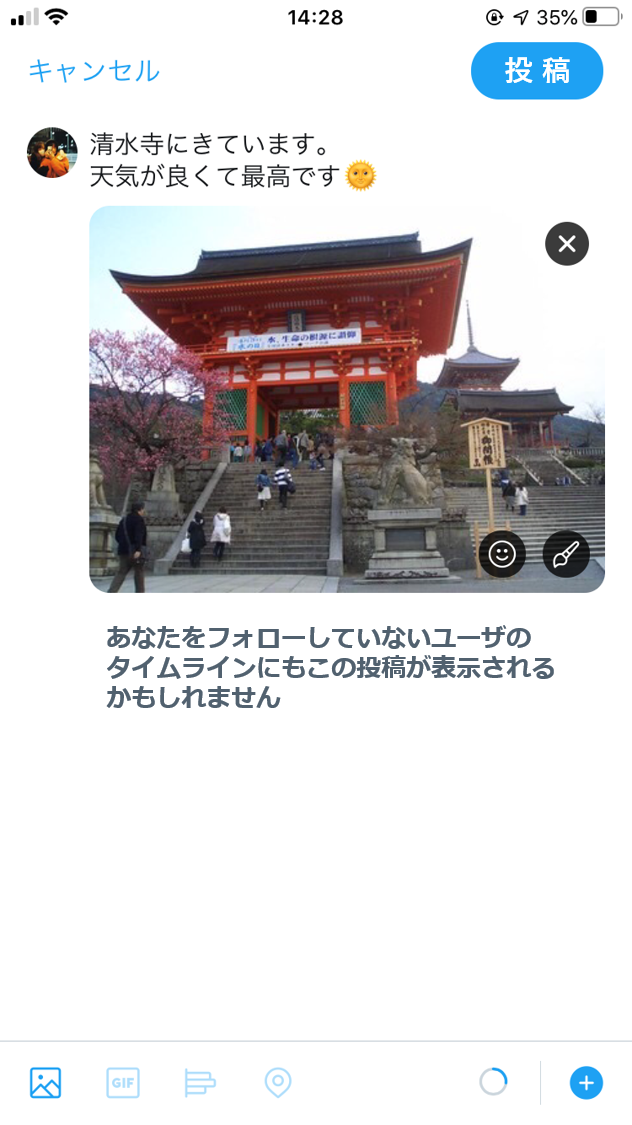 14:28
35%
キャンセル
投稿
清水寺にきています。
天気が良くて最高です🌞
水、生命の根源に讃仰
あなたをフォローしていないユーザの
タイムラインにもこの投稿が表示される
かもしれません
GIF